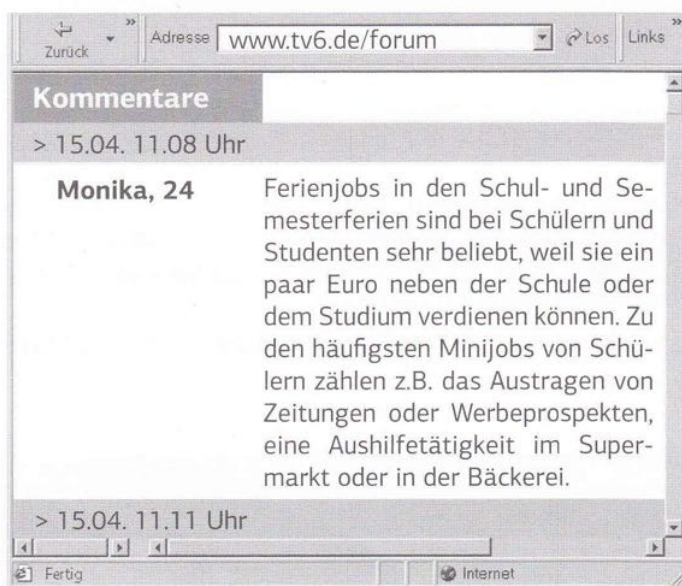 Zurück
»
Adresse www.tv6.de/forum
Los
Links
»
Kommentare
> 15.04. 11.08 Uhr
Monika, 24
Ferienjobs in den Schul- und Se-
mesterferien sind bei Schülern und
Studenten sehr beliebt, weil sie ein
paar Euro neben der Schule oder
dem Studium verdienen können. Zu
den häufigsten Minijobs von Schü-
lern zählen z.B. das Austragen von
Zeitungen oder Werbeprospekten,
eine Aushilfetätigkeit im Super-
markt oder in der Bäckerei.
> 15.04. 11.11 Uhr
Fertig
Internet